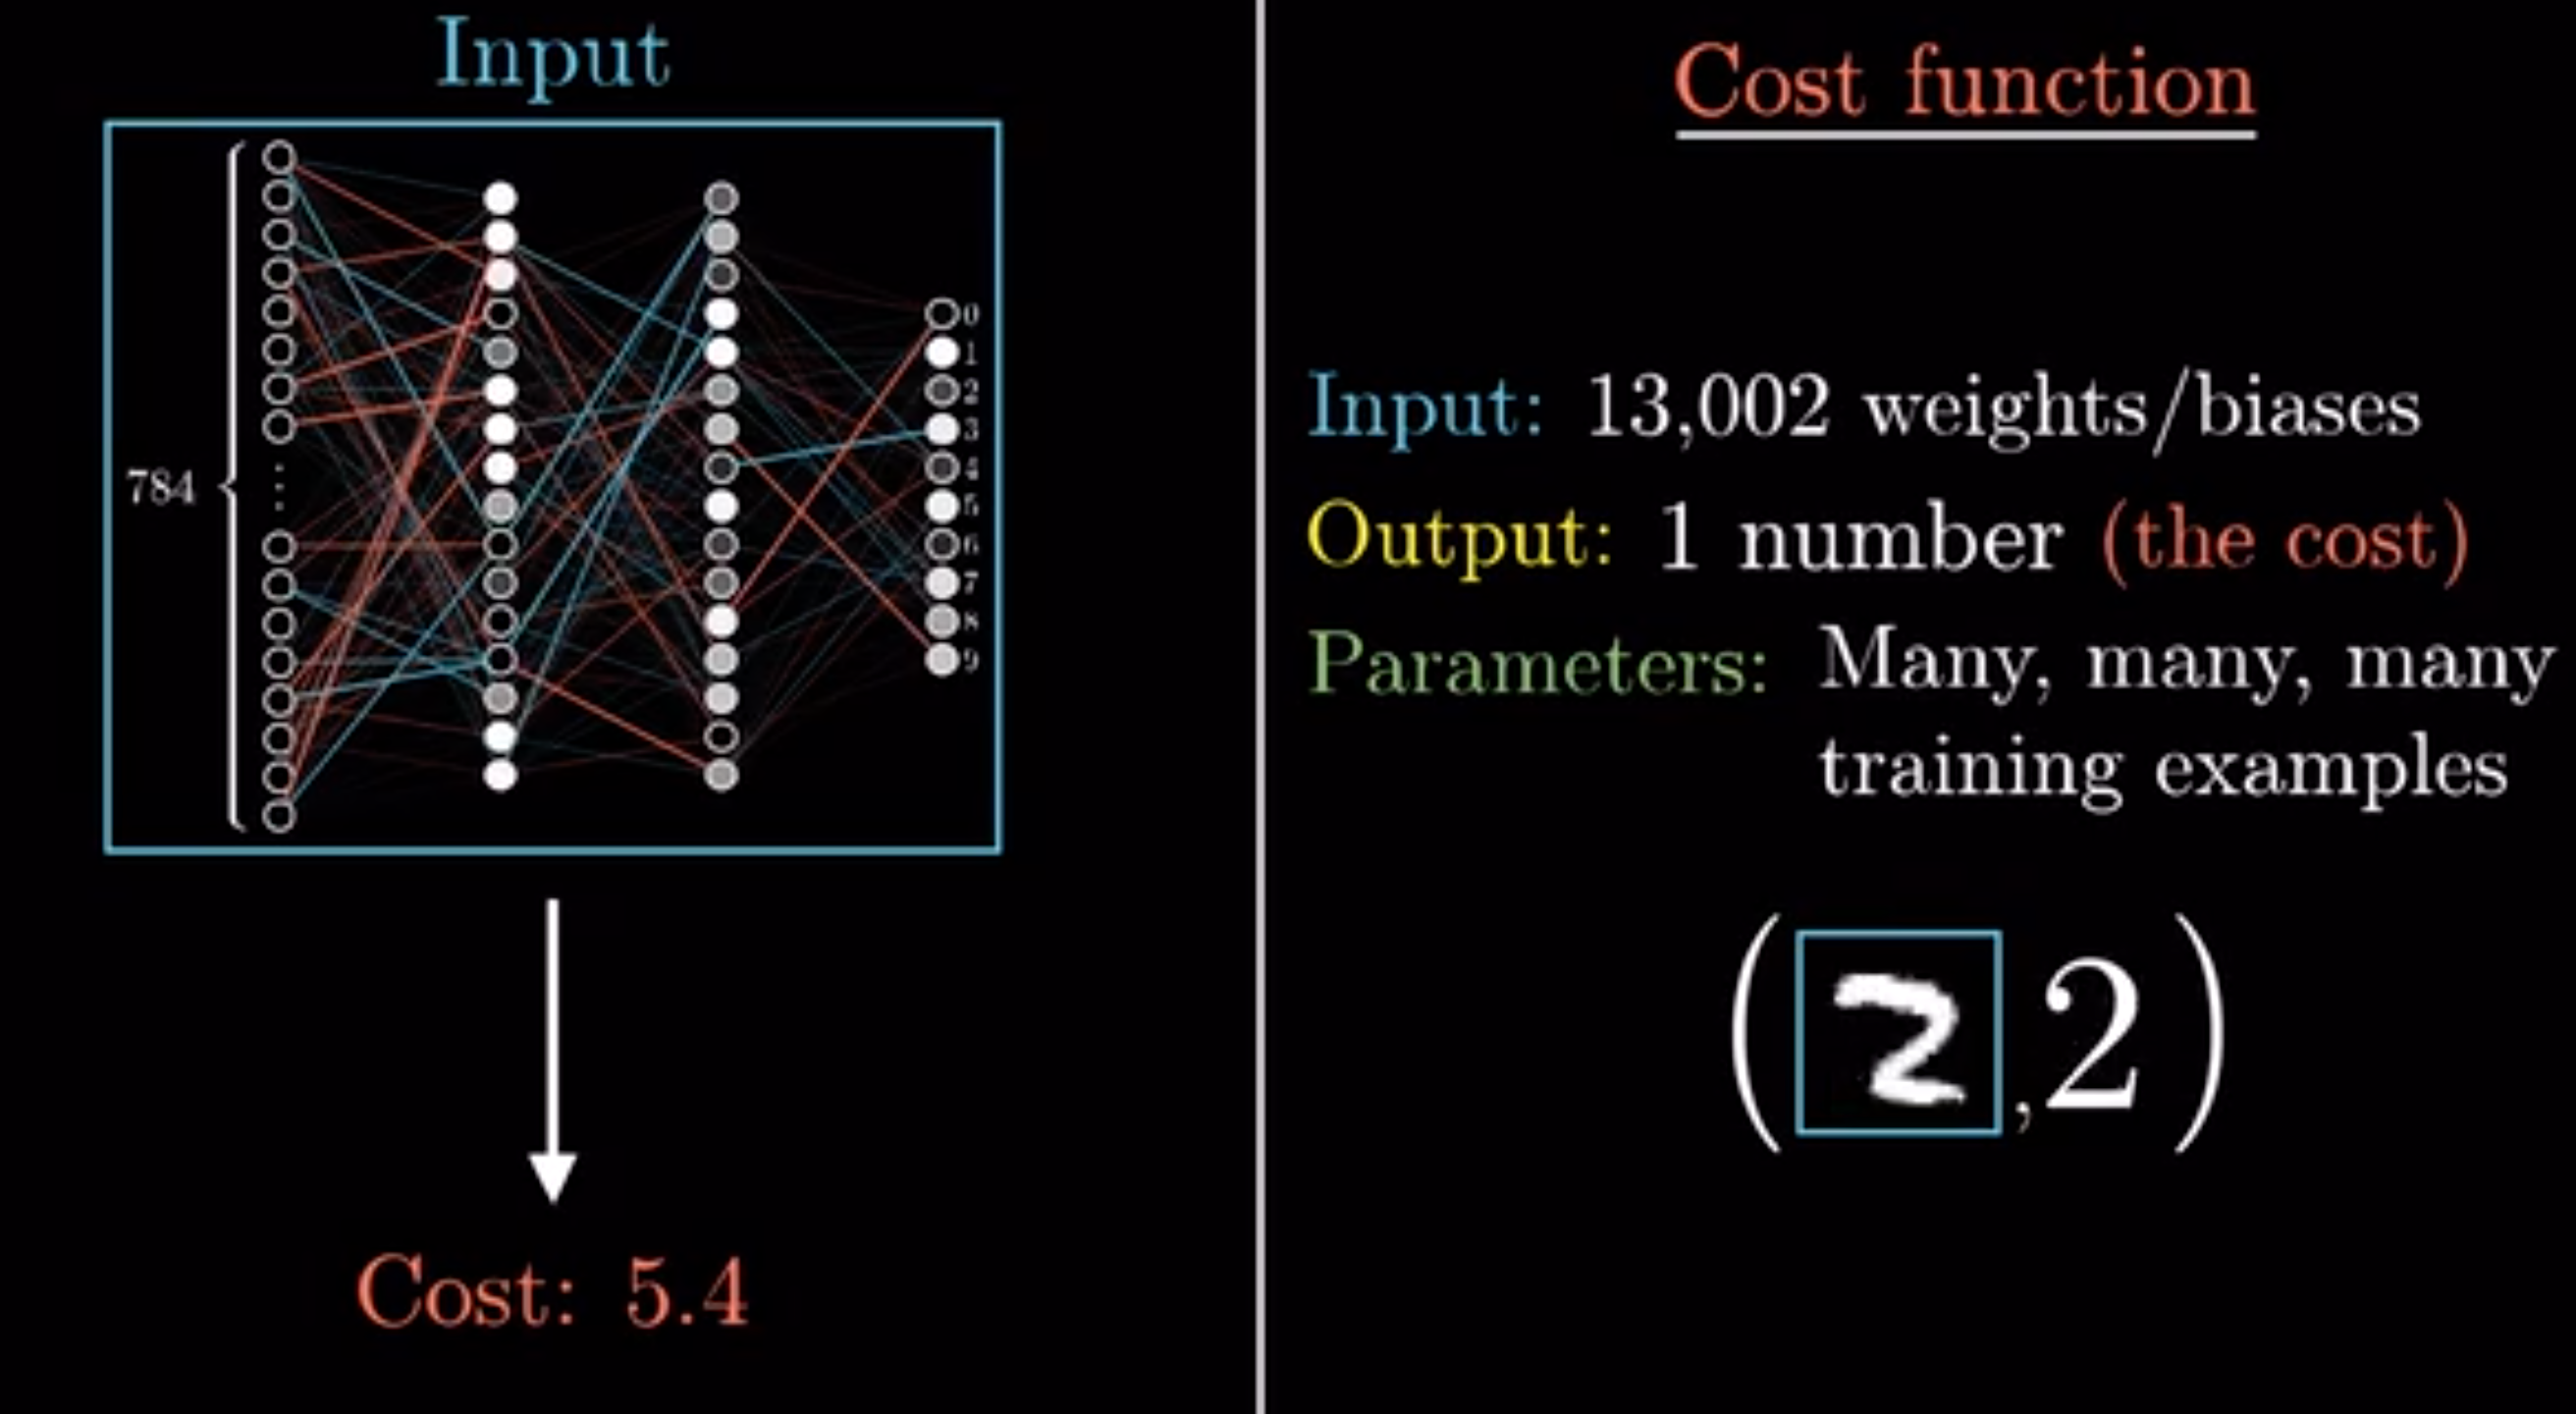 Input
784
0
1
2
3
4
5
6
7
8
9
Cost: 5.4
Cost function
Input: 13,002 weights/biases
Output: 1 number (the cost)
Parameters: Many, many, many
training examples
(2,2)